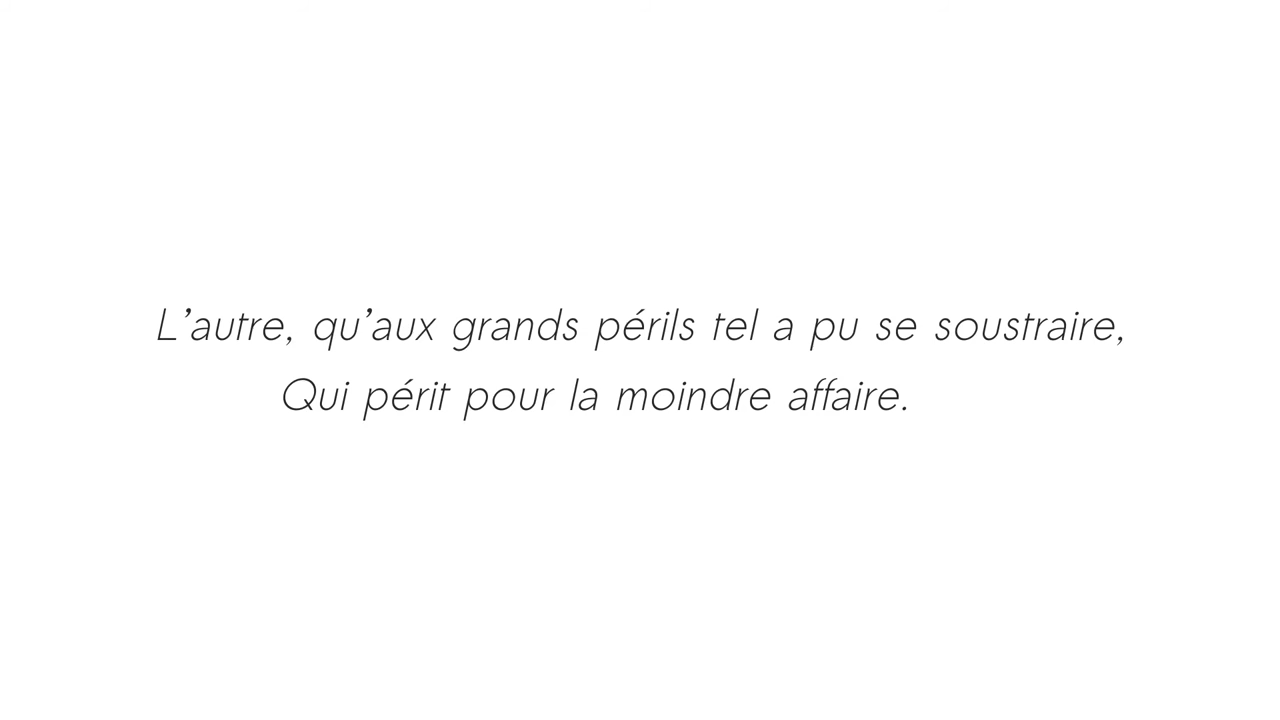 L’autre, qu’aux grands périls tel a pu se soustraire,
Qui périt pour la moindre affaire.